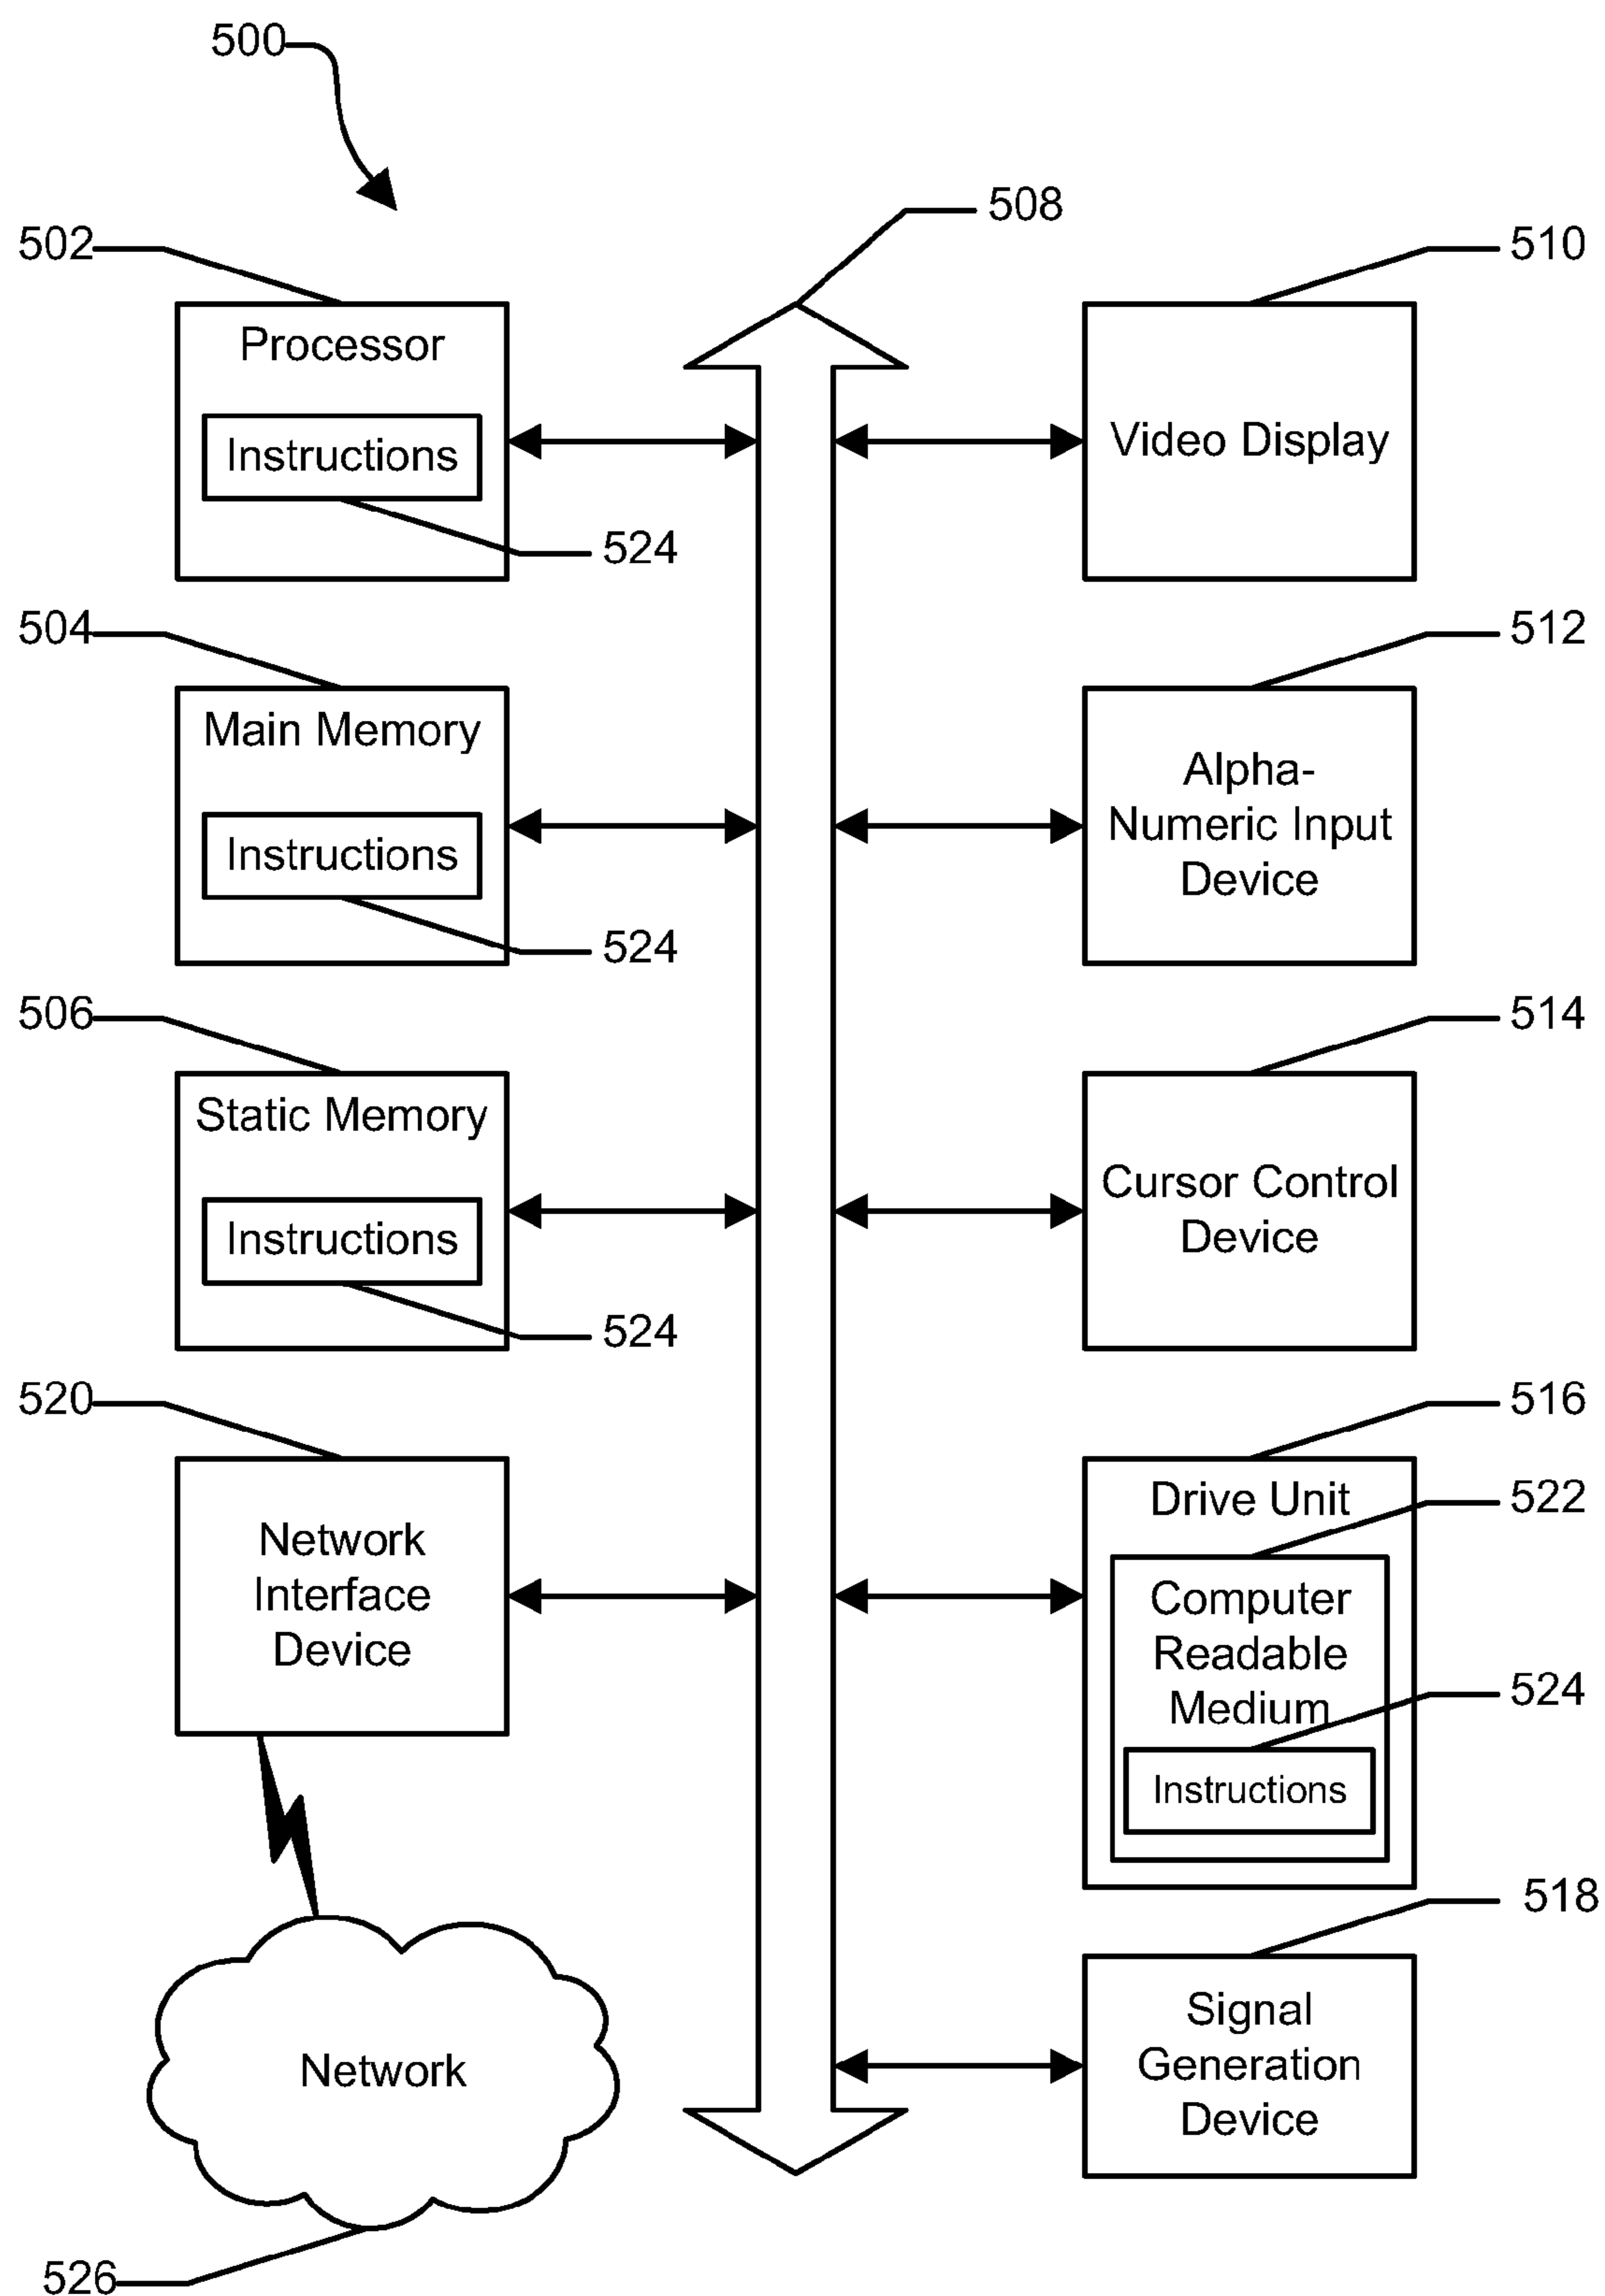 500
508
502
510
Processor
Instructions
524
Video Display
504
512
Main Memory
Instructions
524
Alpha-
Numeric Input
Device
506
514
Static Memory
Instructions
524
Cursor Control
Device
520
516
Network
Interface
Device
Drive Unit
522
Computer
Readable
Medium
524
Instructions
518
Signal
Generation
Device
Network
526